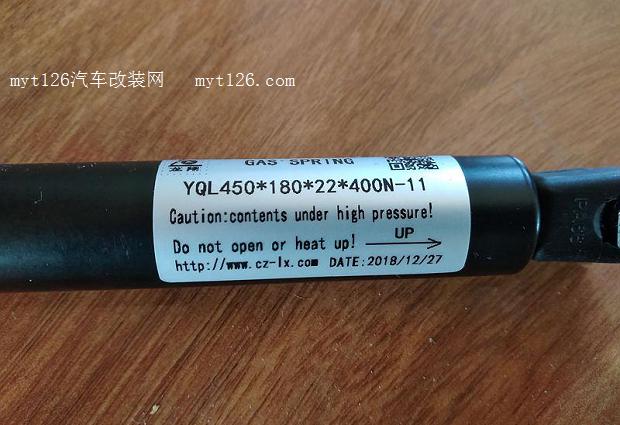 myt126汽车改装网 myt126.com
龙翔
GAS SPRING
YQL450*180*22*400N-11
Caution:contents under high pressure!
Do not open or heat up! UP
http://www.cz-lx.com DATE:2018/12/27